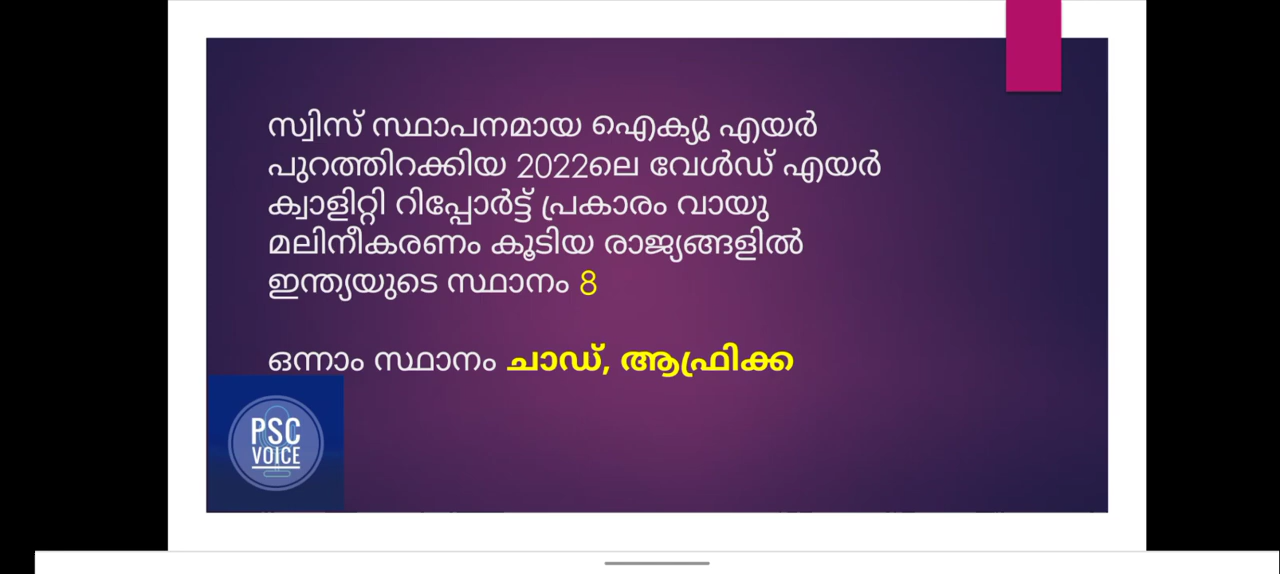 സ്വിസ് സ്ഥാപനമായ ഐക്യു എയർ
പുറത്തിറക്കിയ 2022ലെ വേൾഡ് എയർ
ക്വാളിറ്റി റിപ്പോർട്ട് പ്രകാരം വായു
മലിനീകരണം കൂടിയ രാജ്യങ്ങളിൽ
ഇന്ത്യയുടെ സ്ഥാനം 8
ഒന്നാം സ്ഥാനം ചാഡ്, ആഫ്രിക്ക
PSC
VOICE